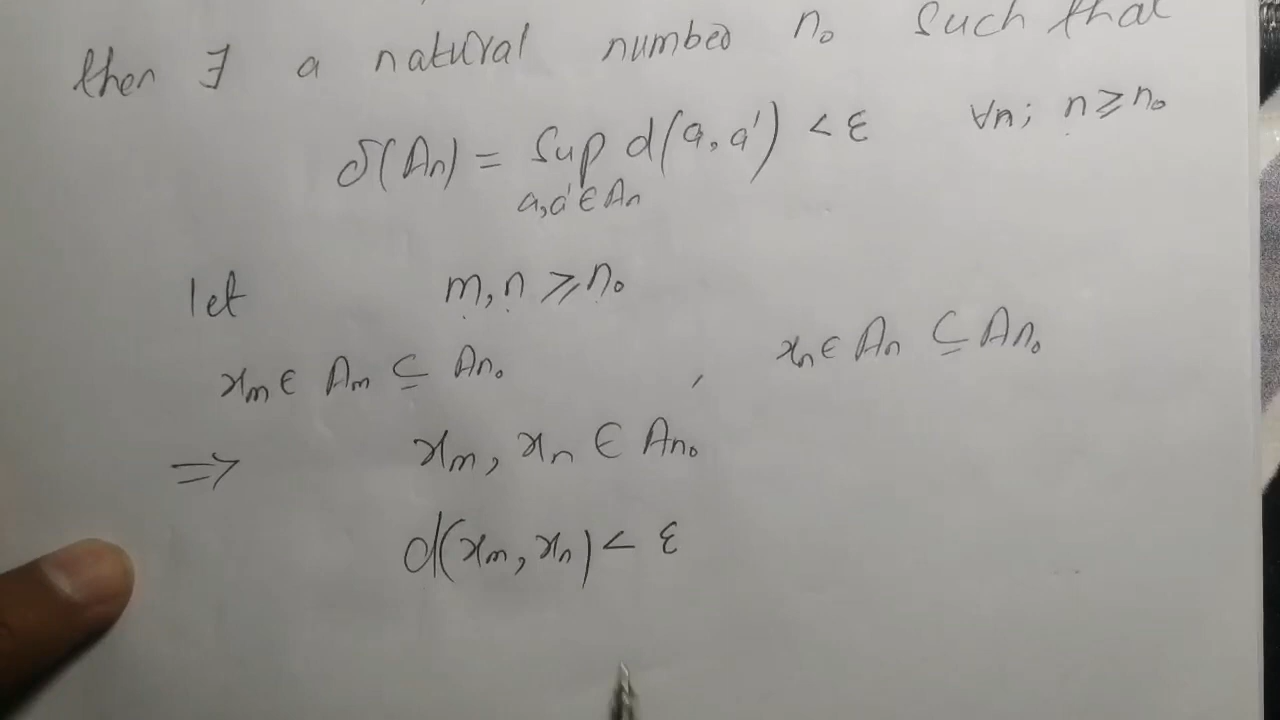 then ∃ a natural number n₀ such that
δ(Aₙ) = Sup d(a, a') < ε ∀n; n ≥ n₀
a,a' ∈ Aₙ
let m, n ≥ n₀
xₘ ∈ Aₘ ⊆ Aₙ₀ , xₙ ∈ Aₙ ⊆ Aₙ₀
⇒ xₘ, xₙ ∈ Aₙ₀
d(xₘ, xₙ) < ε